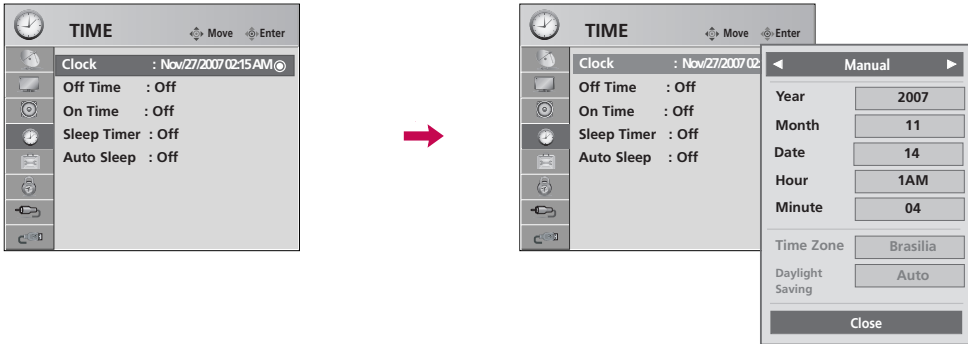 TIME
Move Enter
Clock : Nov/27/2007 02:15 AM
Off Time : Off
On Time : Off
Sleep Timer : Off
Auto Sleep : Off
TIME
Move Enter
Clock : Nov/27/2007 02
Off Time : Off
On Time : Off
Sleep Timer : Off
Auto Sleep : Off
Manual
Year 2007
Month 11
Date 14
Hour 1AM
Minute 04
Time Zone Brasilia
Daylight
Saving Auto
Close